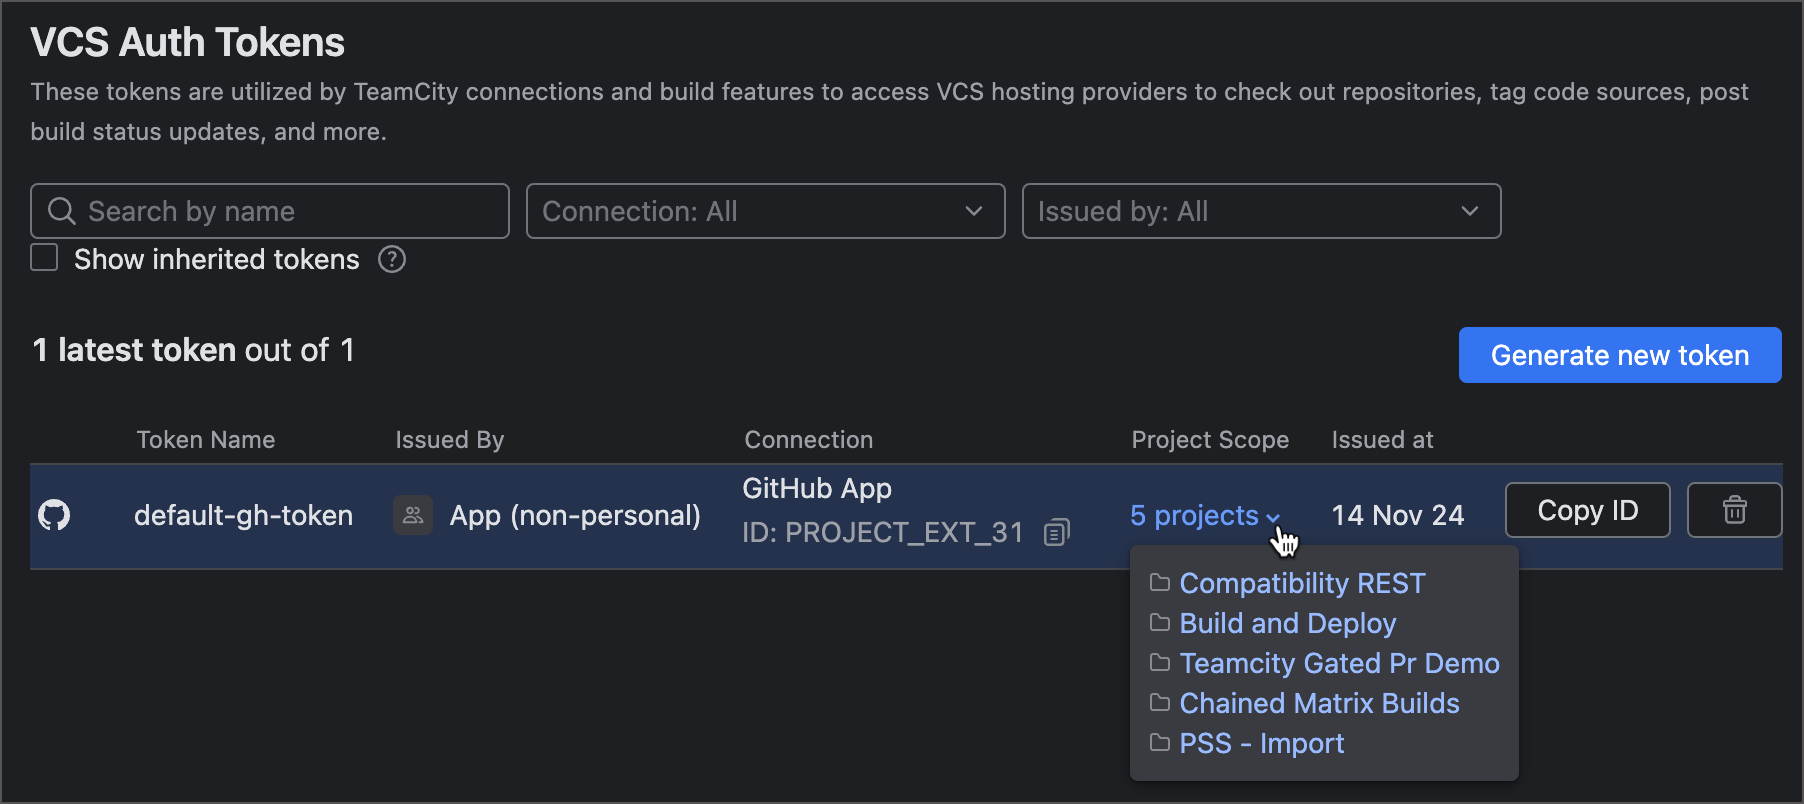 VCS Auth Tokens
These tokens are utilized by TeamCity connections and build features to access VCS hosting providers to check out repositories, tag code sources, post
build status updates, and more.
Search by name
Connection: All
Issued by: All
Show inherited tokens ?
1 latest token out of 1
Generate new token
Token Name
Issued By
Connection
Project Scope
Issued at
default-gh-token
App (non-personal)
GitHub App
ID: PROJECT_EXT_31
5 projects
14 Nov 24
Copy ID
Compatibility REST
Build and Deploy
Teamcity Gated Pr Demo
Chained Matrix Builds
PSS - Import